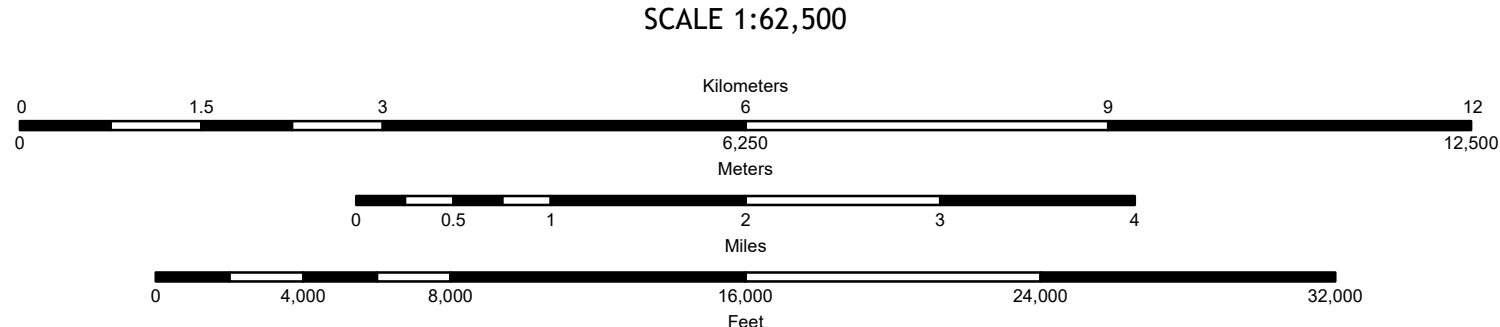 SCALE 1:62,500
Kilometers
0 1.5 3 6 9 12
0 6,250 12,500
Meters
0 0.5 1 2 3 4
Miles
0 4,000 8,000 16,000 24,000 32,000
Feet